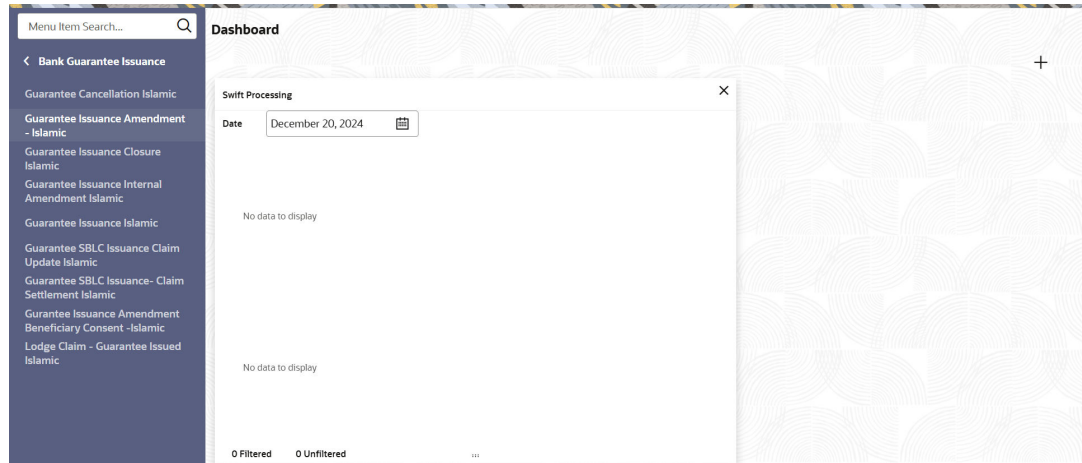 Menu Item Search...
Dashboard
Bank Guarantee Issuance
Guarantee Cancellation Islamic
Guarantee Issuance Amendment
- Islamic
Guarantee Issuance Closure
Islamic
Guarantee Issuance Internal
Amendment Islamic
Guarantee Issuance Islamic
Guarantee SBLC Issuance Claim
Update Islamic
Guarantee SBLC Issuance- Claim
Settlement Islamic
Gurantee Issuance Amendment
Beneficiary Consent -Islamic
Lodge Claim - Guarantee Issued
Islamic
Swift Processing
Date December 20, 2024
No data to display
No data to display
0 Filtered 0 Unfiltered